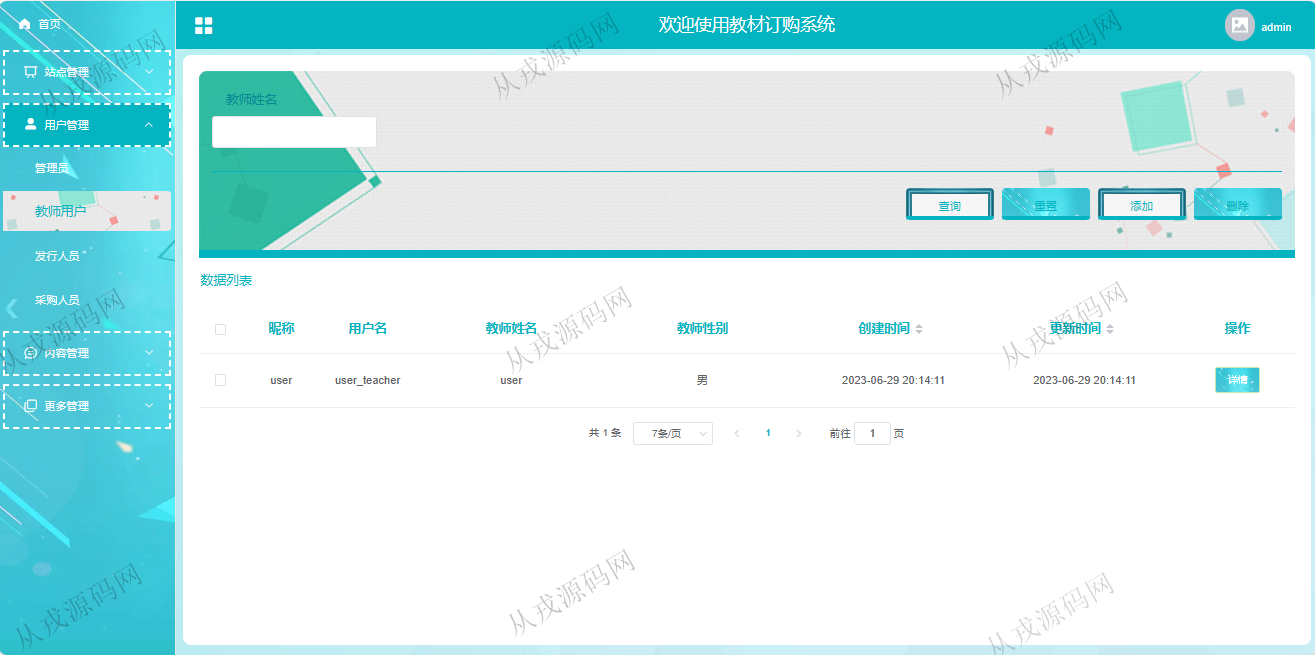 首页
欢迎使用教材订购系统
admin
站点管理
用户管理
管理员
教师用户
发行人员
采购人员
内容管理
更多管理
教师姓名
查询 重置 添加 删除
数据列表
昵称 用户名 教师姓名 教师性别 创建时间 更新时间 操作
user user_teacher user 男 2023-06-29 20:14:11 2023-06-29 20:14:11 详情
共 1 条 7条/页 1 前往 1 页
从戎源码网
从戎源码网
从戎源码网
从戎源码网
从戎源码网
从戎源码网
从戎源码网
从戎源码网
从戎源码网